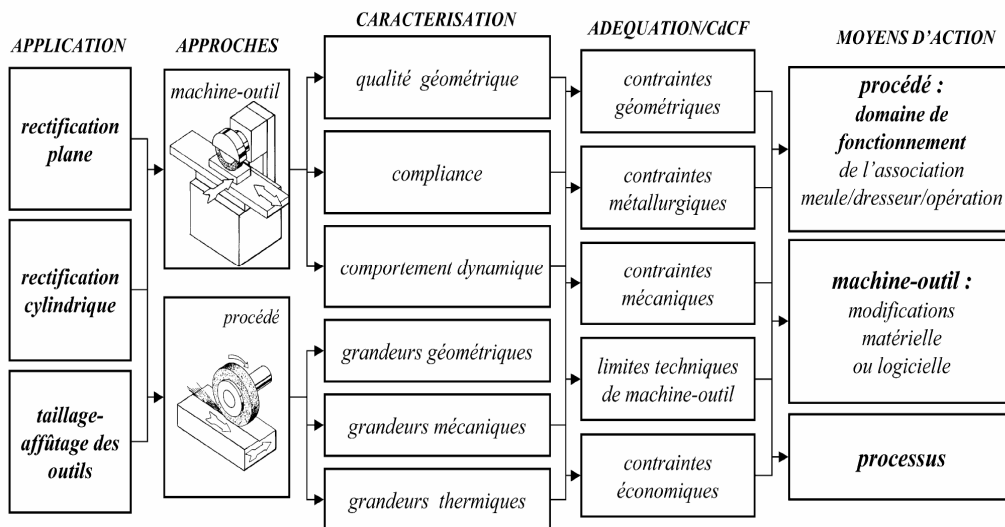 APPLICATION
rectification
plane
rectification
cylindrique
taillage-
affûtage des
outils
APPROCHES
machine-outil
procédé
CARACTERISATION
qualité géométrique
compliance
comportement dynamique
grandeurs géométriques
grandeurs mécaniques
grandeurs thermiques
ADEQUATION/CdCF
contraintes
géométriques
contraintes
métallurgiques
contraintes
mécaniques
limites techniques
de machine-outil
contraintes
économiques
MOYENS D'ACTION
procédé :
domaine de
fonctionnement
de l'association
meule/dresseur/opération
machine-outil :
modifications
matérielle
ou logicielle
processus